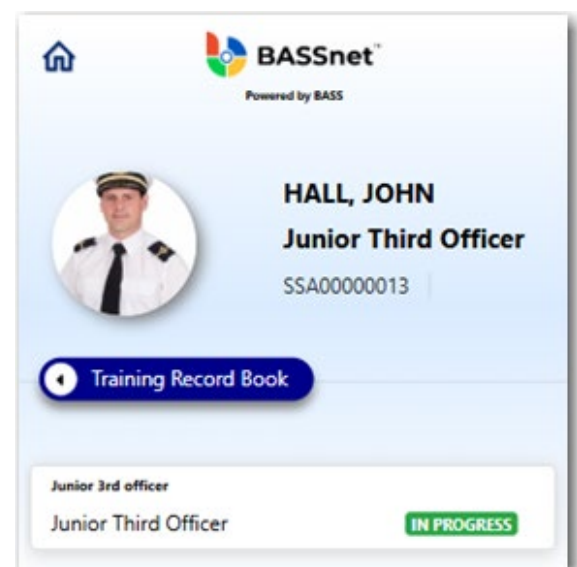 BASSnet™
Powered by BASS
HALL, JOHN
Junior Third Officer
SSA00000013
Training Record Book
Junior 3rd officer
Junior Third Officer
IN PROGRESS